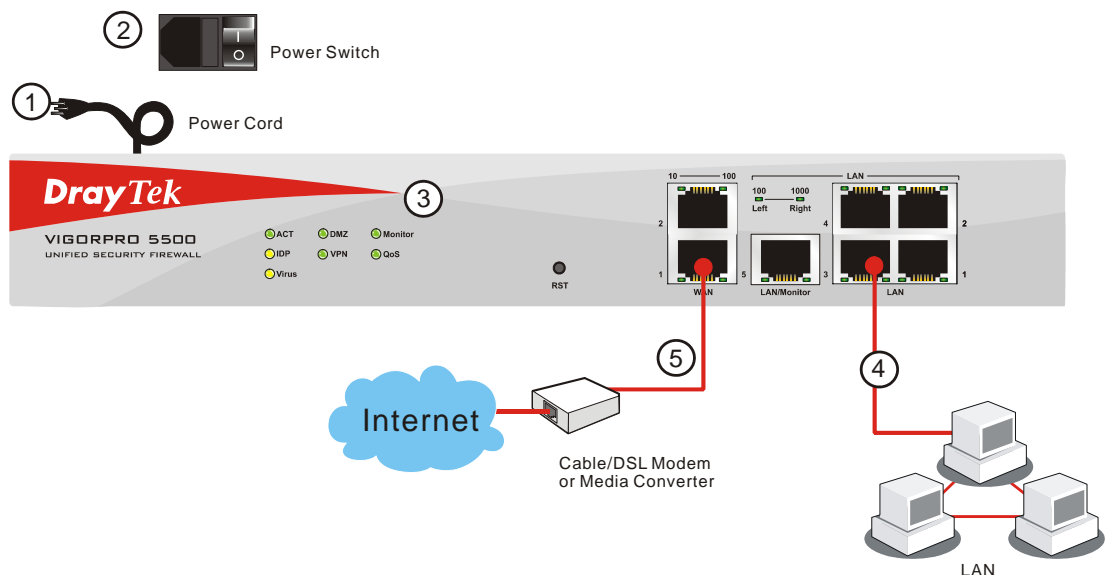 2
Power Switch
1
Power Cord
DrayTek
VIGORPRO 5500
UNIFIED SECURITY FIREWALL
3
ACT
DMZ
Monitor
IDP
VPN
QoS
Virus
RST
10
100
2
1
WAN
LAN
100
1000
Left
Right
5
LAN/Monitor
4
2
3
1
LAN
5
4
Internet
Cable/DSL Modem
or Media Converter
LAN